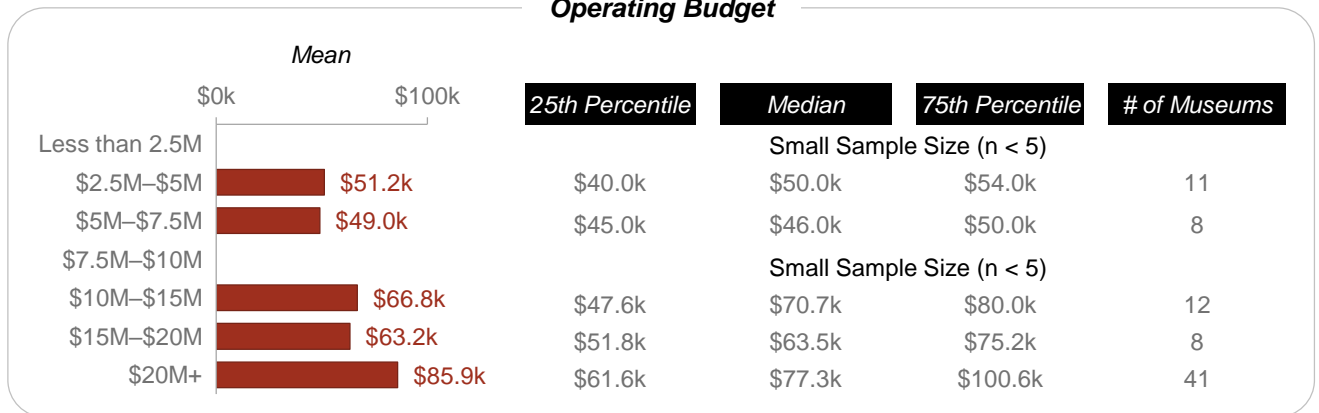 Operating Budget
Mean
$0k $100k 25th Percentile Median 75th Percentile # of Museums
Less than 2.5M Small Sample Size (n < 5)
$2.5M–$5M $51.2k $40.0k $50.0k $54.0k 11
$5M–$7.5M $49.0k $45.0k $46.0k $50.0k 8
$7.5M–$10M Small Sample Size (n < 5)
$10M–$15M $66.8k $47.6k $70.7k $80.0k 12
$15M–$20M $63.2k $51.8k $63.5k $75.2k 8
$20M+ $85.9k $61.6k $77.3k $100.6k 41